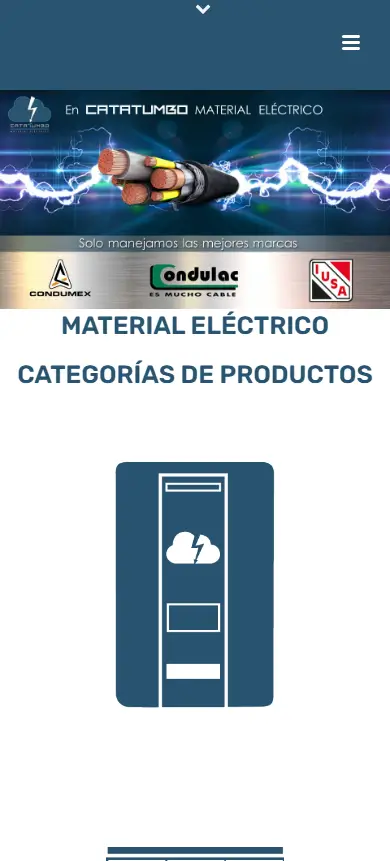 CATATUMBO
En CATATUMBO MATERIAL ELÉCTRICO
Solo manejamos las mejores marcas
CONDUMEX
Condulac
ES MUCHO CABLE
IUSA
MATERIAL ELÉCTRICO
CATEGORÍAS DE PRODUCTOS